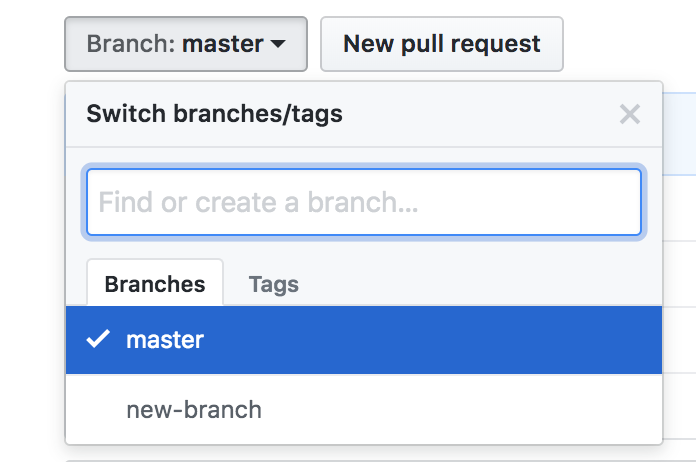 Branch: master
New pull request
Switch branches/tags
Find or create a branch...
Branches
Tags
master
new-branch